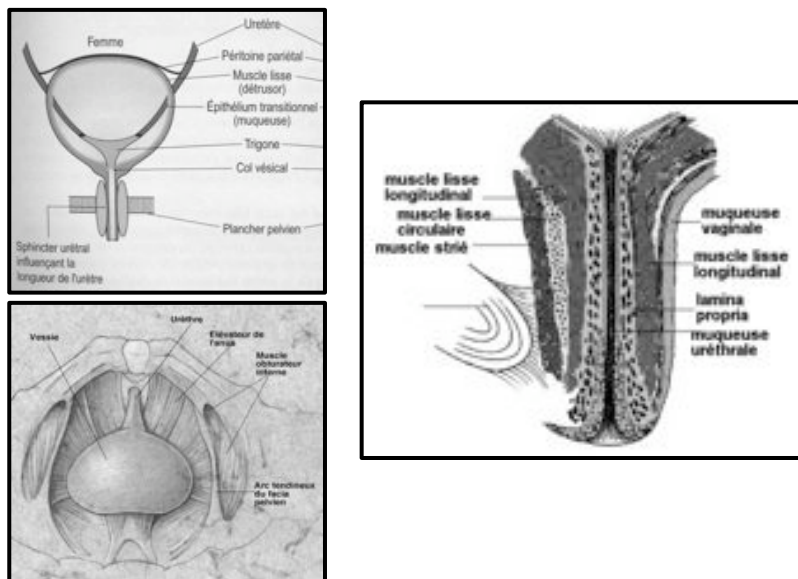 Femme
Uretère
Péritoine pariétal
Muscle lisse
(détrusor)
Épithélium transitionnel
(muqueuse)
Trigone
Col vésical
Plancher pelvien
Sphincter urétral
influençant la
longueur de l'urètre
Urèthre
Vessie
Elévateur de
l'anus
Muscle
obturateur
interne
Arc tendineux
du facia
pelvien
muscle lisse
longitudinal
muscle lisse
circulaire
muscle strié
muqueuse
vaginale
muscle lisse
longitudinal
lamina
propria
muqueuse
uréthrale